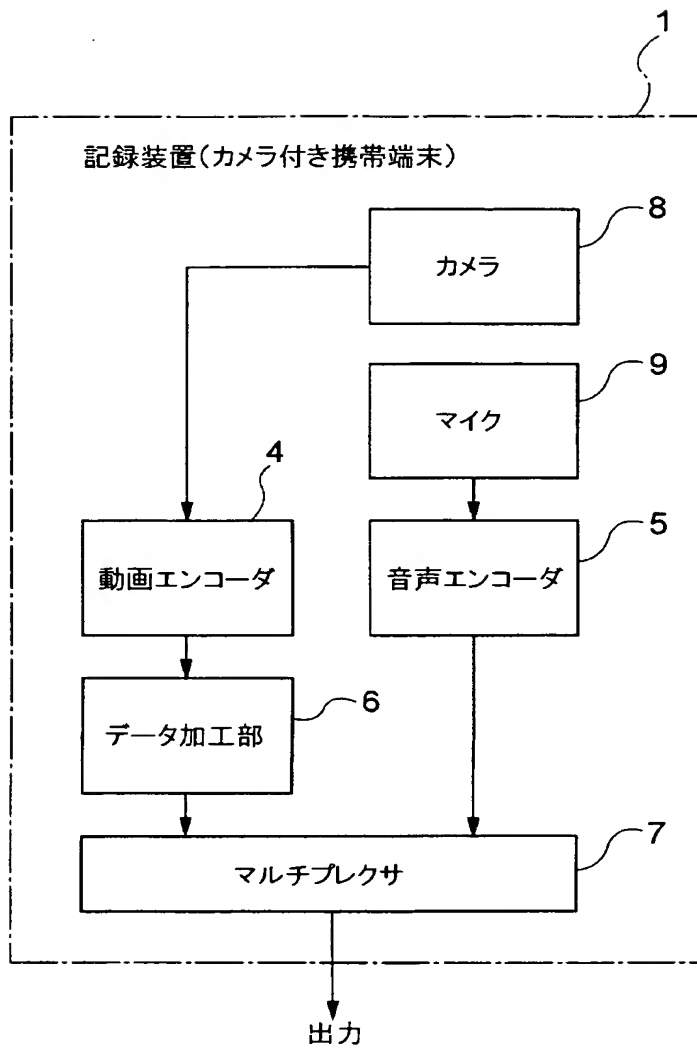 1
記録装置(カメラ付き携帯端末)
8
カメラ
9
マイク
4
5
動画エンコーダ
音声エンコーダ
6
データ加工部
7
マルチプレクサ
出力